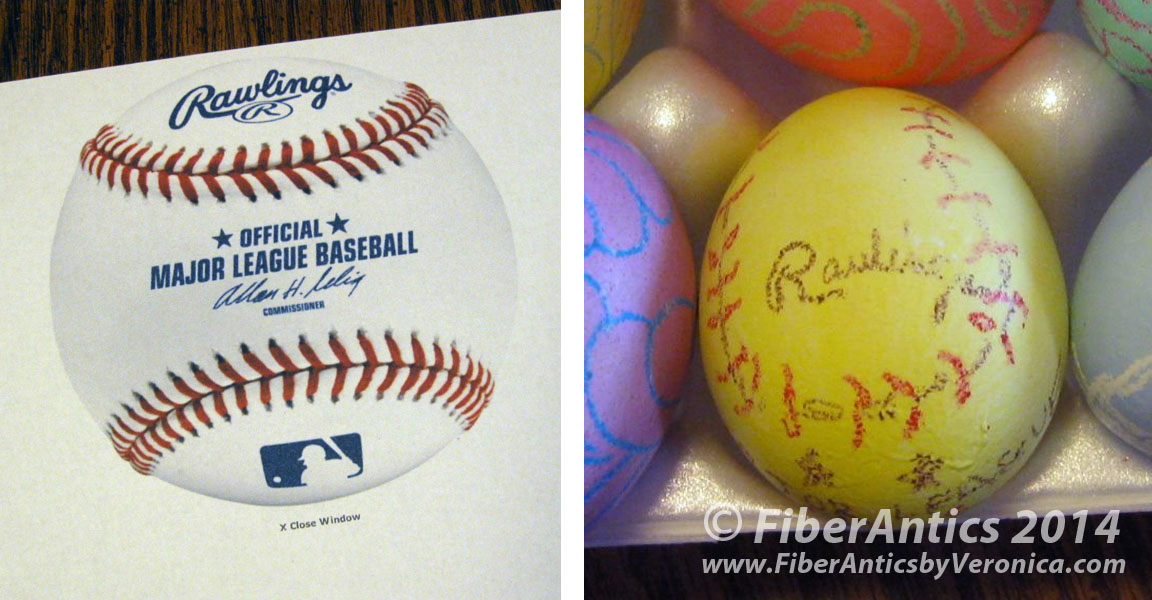 Rawlings
R
★ OFFICIAL ★
MAJOR LEAGUE BASEBALL
Allan H. Selig
COMMISSIONER
X Close Window
Rawlings
© FiberAntics 2014
www.FiberAnticsbyVeronica.com